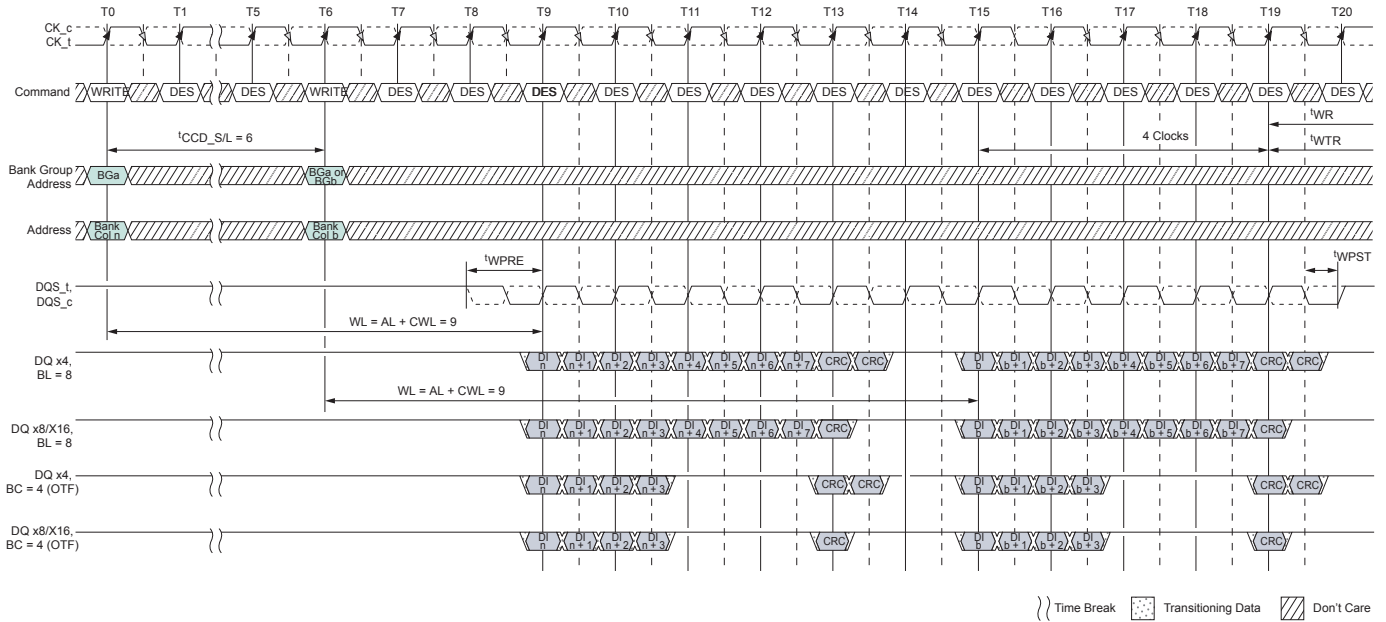 T0 T1 T5 T6 T7 T8 T9 T10 T11 T12 T13 T14 T15 T16 T17 T18 T19 T20
CK_c
CK_t
Command WRITE DES DES WRITE DES DES DES DES DES DES DES DES DES DES DES DES DES DES
tWR
tCCD_S/L = 6 4 Clocks tWTR
Bank Group
Address BGa BGa or
BGb
Address Bank
Col n Bank
Col b
tWPRE tWPST
DQS_t,
DQS_c
WL = AL + CWL = 9
DQ x4,
BL = 8
DI
n DI
n + 1 DI
n + 2 DI
n + 3 DI
n + 4 DI
n + 5 DI
n + 6 DI
n + 7 CRC CRC DI
b DI
b + 1 DI
b + 2 DI
b + 3 DI
b + 4 DI
b + 5 DI
b + 6 DI
b + 7 CRC CRC
WL = AL + CWL = 9
DQ x8/X16,
BL = 8
DI
n DI
n + 1 DI
n + 2 DI
n + 3 DI
n + 4 DI
n + 5 DI
n + 6 DI
n + 7 CRC DI
b DI
b + 1 DI
b + 2 DI
b + 3 DI
b + 4 DI
b + 5 DI
b + 6 DI
b + 7 CRC
DQ x4,
BC = 4 (OTF)
DI
n DI
n + 1 DI
n + 2 DI
n + 3 CRC CRC DI
b DI
b + 1 DI
b + 2 DI
b + 3 CRC CRC
DQ x8/X16,
BC = 4 (OTF)
DI
n DI
n + 1 DI
n + 2 DI
n + 3 CRC DI
b DI
b + 1 DI
b + 2 DI
b + 3 CRC
Time Break Transitioning Data Don't Care